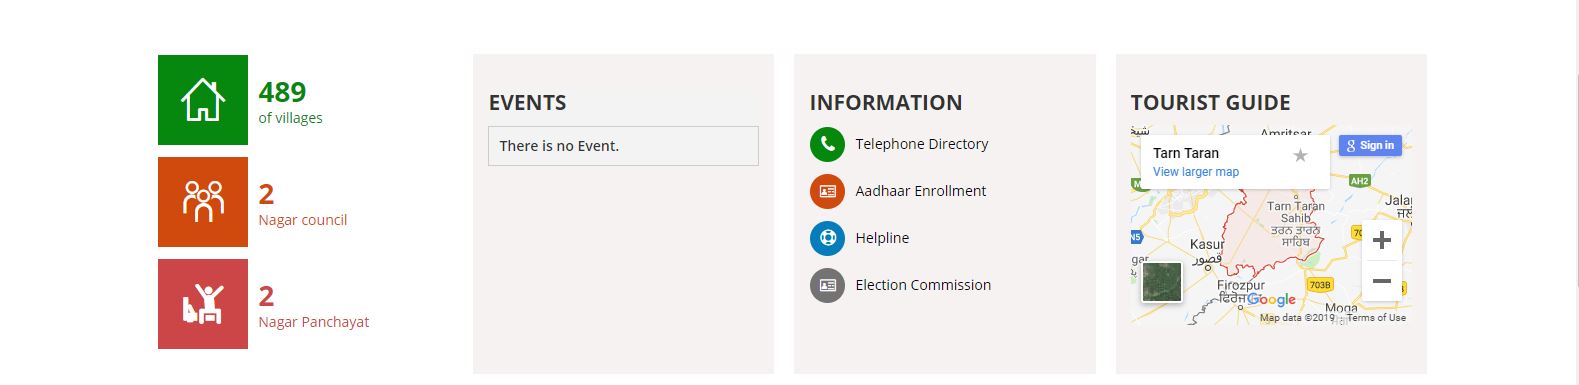 489
of villages
2
Nagar council
2
Nagar Panchayat
EVENTS
There is no Event.
INFORMATION
Telephone Directory
Aadhaar Enrollment
Helpline
Election Commission
TOURIST GUIDE
Amritsar
Tarn Taran
View larger map
Sign in
AH2
Tarn Taran
Sahib
ਤਰਨ ਤਾਰਨ
ਸਾਹਿਬ
N5
Kasur
قصور
Firozpur
703B
Moga
Google
Map data ©2019
Terms of Use